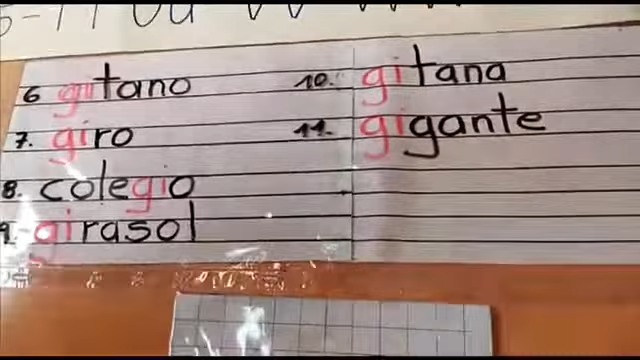 6 gitano
7. giro
8. colegio
9. girasol
10. gitana
11. gigante